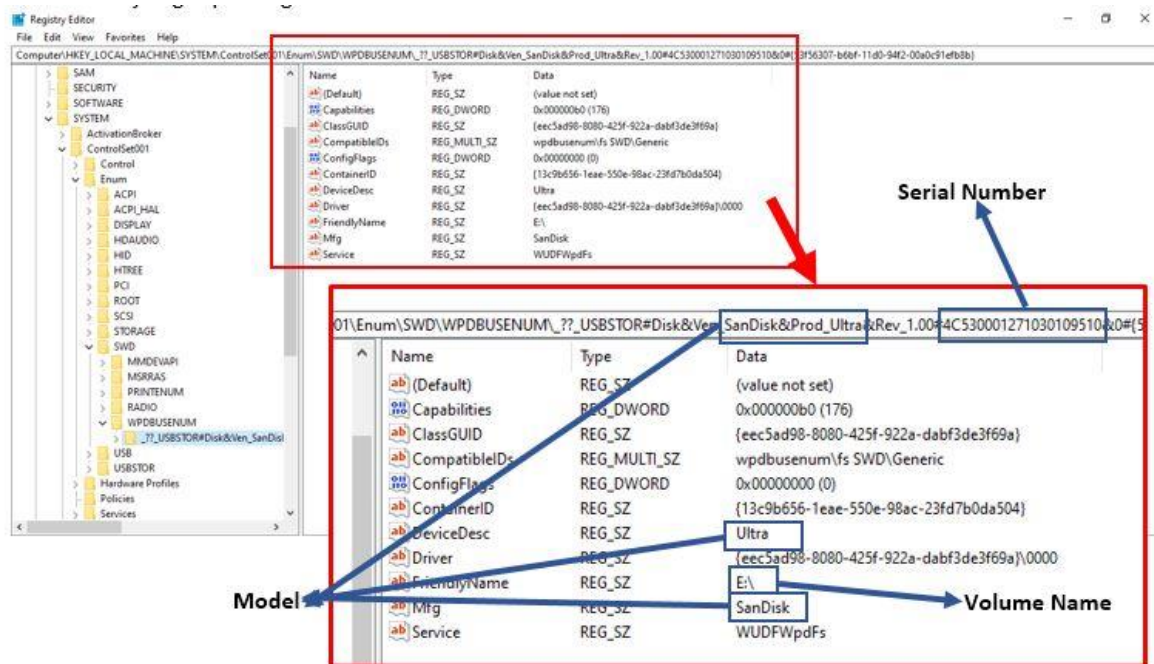 Registry Editor
File Edit View Favorites Help
Computer\HKEY_LOCAL_MACHINE\SYSTEM\ControlSet001\Enum\SWD\WPDBUSENUM\_??_USBSTOR#Disk&Ven_SanDisk&Prod_Ultra&Rev_1.00#4C530001271030109510&0#{53f56307-b6bf-11d0-94f2-00a0c91efb8b}
SAM
SECURITY
SOFTWARE
SYSTEM
ActivationBroker
ControlSet001
Control
Enum
ACPI
ACPI_HAL
DISPLAY
HDAUDIO
HID
HTREE
PCI
ROOT
SCSI
STORAGE
SWD
MMDEVAPI
MSRRAS
PRINTENUM
RADIO
WPDBUSENUM
_??_USBSTOR#Disk&Ven_SanDisl
USB
USBSTOR
Hardware Profiles
Policies
Services
Name Type Data
(Default) REG_SZ (value not set)
Capabilities REG_DWORD 0x000000b0 (176)
ClassGUID REG_SZ {eec5ad98-8080-425f-922a-dabf3de3f69a}
CompatibleIDs REG_MULTI_SZ wpdbusenum\fs SWD\Generic
ConfigFlags REG_DWORD 0x00000000 (0)
ContainerID REG_SZ {13c9b656-1eae-550e-98ac-23fd7b0da504}
DeviceDesc REG_SZ Ultra
Driver REG_SZ {eec5ad98-8080-425f-922a-dabf3de3f69a}\0000
FriendlyName REG_SZ E:\
Mfg REG_SZ SanDisk
Service REG_SZ WUDFWpdFs
Serial Number
01\Enum\SWD\WPDBUSENUM\_??_USBSTOR#Disk&Ven_SanDisk&Prod_Ultra&Rev_1.00#4C530001271030109510&0#{5
Name Type Data
(Default) REG_SZ (value not set)
Capabilities REG_DWORD 0x000000b0 (176)
ClassGUID REG_SZ {eec5ad98-8080-425f-922a-dabf3de3f69a}
CompatibleIDs REG_MULTI_SZ wpdbusenum\fs SWD\Generic
ConfigFlags REG_DWORD 0x00000000 (0)
ContainerID REG_SZ {13c9b656-1eae-550e-98ac-23fd7b0da504}
DeviceDesc REG_SZ Ultra
Driver REG_SZ {eec5ad98-8080-425f-922a-dabf3de3f69a}\0000
FriendlyName REG_SZ E:\
Mfg REG_SZ SanDisk
Service REG_SZ WUDFWpdFs
Model
Volume Name